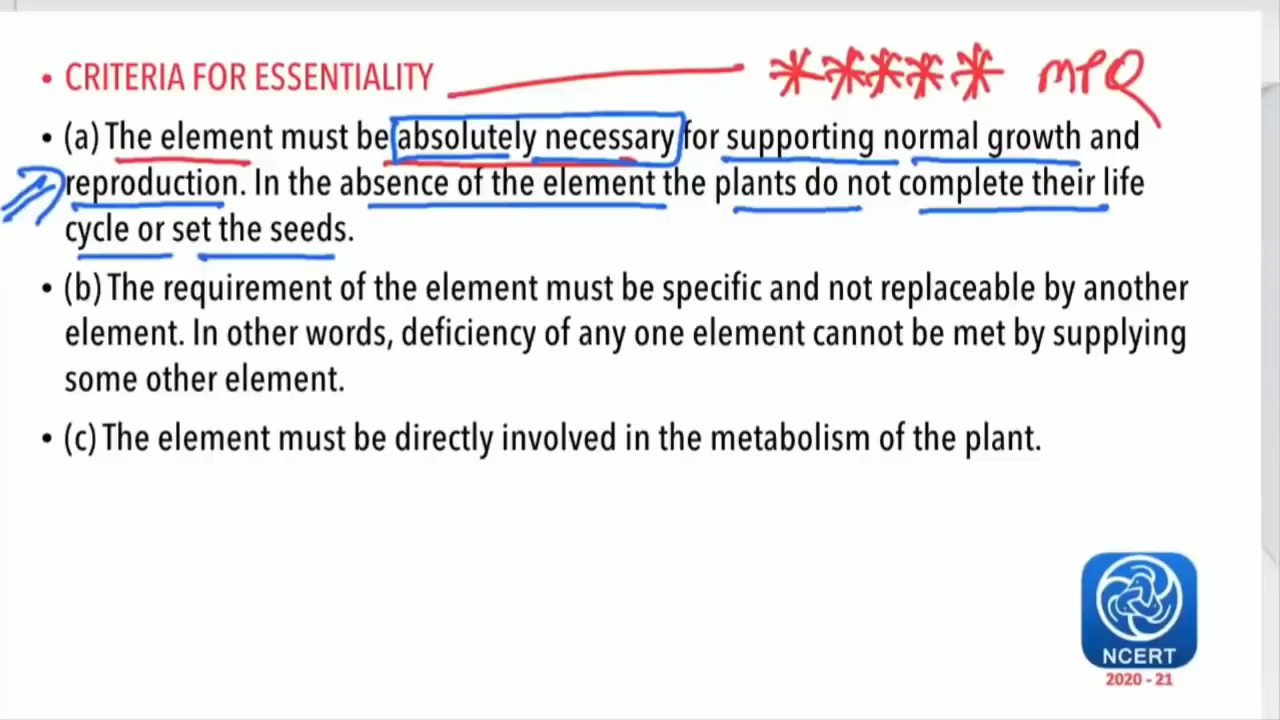 • CRITERIA FOR ESSENTIALITY ***** MPQ
• (a) The element must be absolutely necessary for supporting normal growth and
reproduction. In the absence of the element the plants do not complete their life
cycle or set the seeds.
• (b) The requirement of the element must be specific and not replaceable by another
element. In other words, deficiency of any one element cannot be met by supplying
some other element.
• (c) The element must be directly involved in the metabolism of the plant.
NCERT
2020 - 21